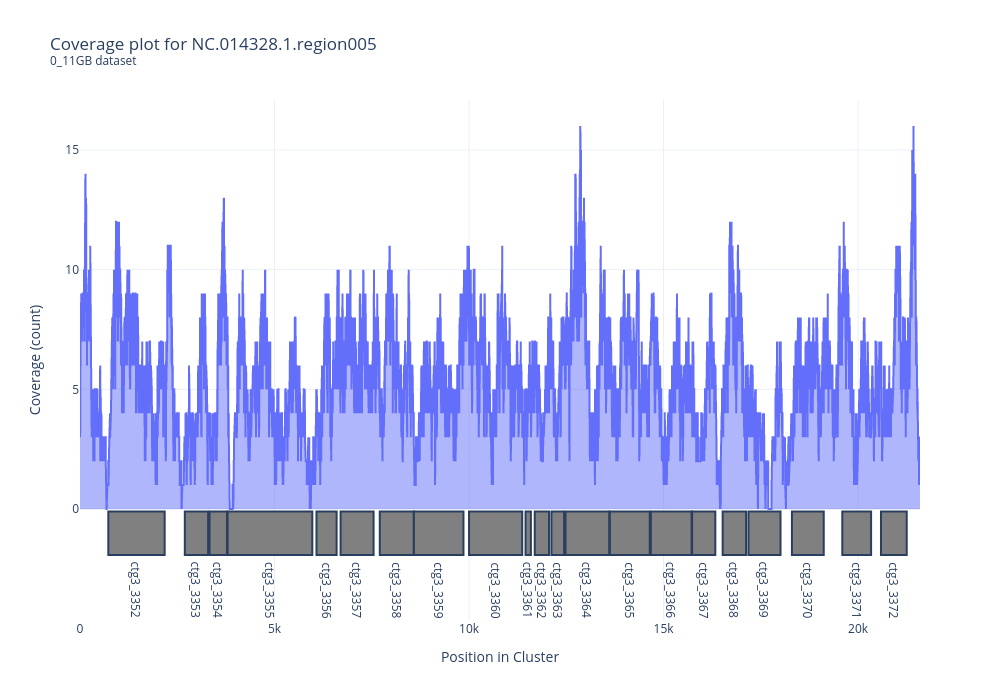 Coverage plot for NC.014328.1.region005
0_11GB dataset
15
10
5
0
Coverage (count)
ctg3_3352
ctg3_3353
ctg3_3354
ctg3_3355
ctg3_3356
ctg3_3357
ctg3_3358
ctg3_3359
ctg3_3360
ctg3_3361
ctg3_3362
ctg3_3363
ctg3_3364
ctg3_3365
ctg3_3366
ctg3_3367
ctg3_3368
ctg3_3369
ctg3_3370
ctg3_3371
ctg3_3372
0 5k 10k 15k 20k
Position in Cluster